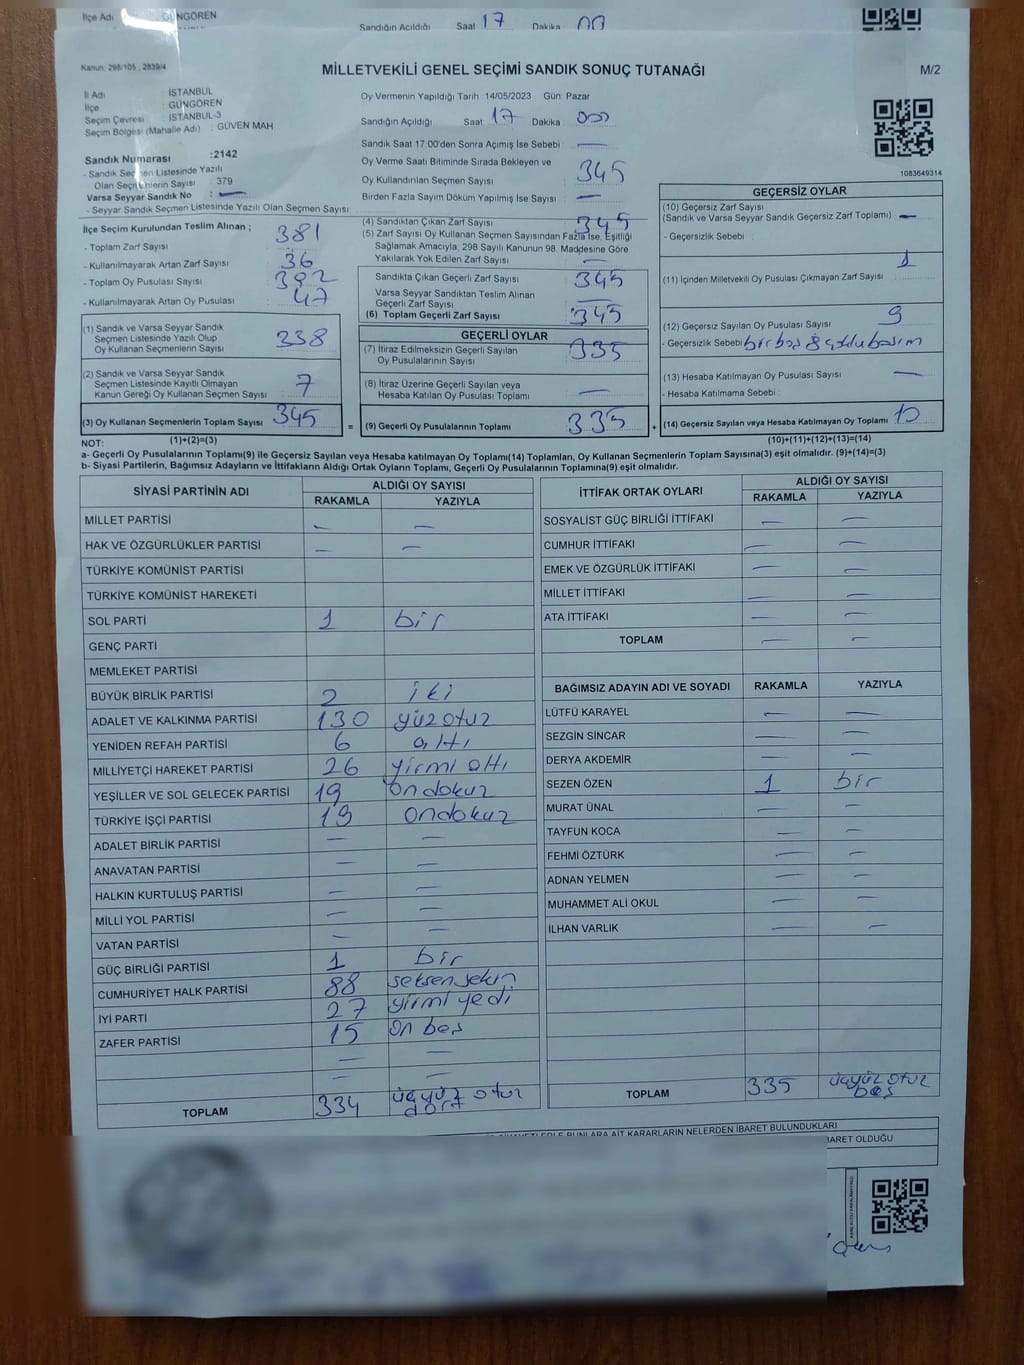 İlçe Adı GÜNGÖREN
Sandığın Açıldığı Saat 17 Dakika 00
Kanun: 298/105, 2839/4
MİLLETVEKİLİ GENEL SEÇİMİ SANDIK SONUÇ TUTANAĞI
M/2
İl Adı : İSTANBUL
İlçe : GÜNGÖREN
Seçim Çevresi : İSTANBUL-3
Seçim Bölgesi (Mahalle Adı) : GÜVEN MAH.
Sandık Numarası :2142
- Sandık Seçmen Listesinde Yazılı
Olan Seçmenlerin Sayısı : 379
Varsa Seyyar Sandık No : —
- Seyyar Sandık Seçmen Listesinde Yazılı Olan Seçmen Sayısı :
İlçe Seçim Kurulundan Teslim Alınan ;
- Toplam Zarf Sayısı : 381
- Kullanılmayarak Artan Zarf Sayısı : 36
- Toplam Oy Pusulası Sayısı : 392
- Kullanılmayarak Artan Oy Pusulası : 47
(1) Sandık ve Varsa Seyyar Sandık
Seçmen Listesinde Yazılı Olup
Oy Kullanan Seçmenlerin Sayısı : 338
(2) Sandık ve Varsa Seyyar Sandık
Seçmen Listesinde Kayıtlı Olmayan
Kanun Gereği Oy Kullanan Seçmen Sayısı : 7
(3) Oy Kullanan Seçmenlerin Toplam Sayısı : 345
Oy Vermenin Yapıldığı Tarih : 14/05/2023 Gün: Pazar
Sandığın Açıldığı Saat: 17 Dakika : 00
Sandık Saat 17:00'den Sonra Açımış İse Sebebi : —
Oy Verme Saati Bitiminde Sırada Bekleyen ve
Oy Kullandırılan Seçmen Sayısı : 345
Birden Fazla Sayım Döküm Yapılmış İse Sayısı : —
(4) Sandıktan Çıkan Zarf Sayısı : 345
(5) Zarf Sayısı Oy Kullanan Seçmen Sayısından Fazla İse, Eşitliği
Sağlamak Amacıyla, 298 Sayılı Kanunun 98. Maddesine Göre
Yakılarak Yok Edilen Zarf Sayısı : —
Sandıkta Çıkan Geçerli Zarf Sayısı : 345
Varsa Seyyar Sandıktan Teslim Alınan
Geçerli Zarf Sayısı : —
(6) Toplam Geçerli Zarf Sayısı : 345
GEÇERLİ OYLAR
(7) İtiraz Edilmeksizin Geçerli Sayılan
Oy Pusulalarının Sayısı : 335
(8) İtiraz Üzerine Geçerli Sayılan veya
Hesaba Katılan Oy Pusulası Toplamı : —
= (9) Geçerli Oy Pusulalarının Toplamı : 335 +
1083649314
GEÇERSİZ OYLAR
(10) Geçersiz Zarf Sayısı
(Sandık ve Varsa Seyyar Sandık Geçersiz Zarf Toplamı) : —
- Geçersizlik Sebebi :
(11) İçinden Milletvekili Oy Pusulası Çıkmayan Zarf Sayısı : 1
(12) Geçersiz Sayılan Oy Pusulası Sayısı : 9
- Geçersizlik Sebebi : bir boş 8
(13) Hesaba Katılmayan Oy Pusulası Sayısı : —
- Hesaba Katılmama Sebebi :
(14) Geçersiz Sayılan veya Hesaba Katılmayan Oy Toplamı : 10
NOT: (1)+(2)=(3)
(10)+(11)+(12)+(13)=(14)
a- Geçerli Oy Pusulalarının Toplamı(9) ile Geçersiz Sayılan veya Hesaba katılmayan Oy Toplamı(14) Toplamları, Oy Kullanan Seçmenlerin Toplam Sayısına(3) eşit olmalıdır. (9)+(14)=(3)
b- Siyasi Partilerin, Bağımsız Adayların ve İttifakların Aldığı Ortak Oyların Toplamı, Geçerli Oy Pusulalarının Toplamına(9) eşit olmalıdır.
SİYASİ PARTİNİN ADI ALDIĞI OY SAYISI
RAKAMLA YAZIYLA
MİLLET PARTİSİ — —
HAK VE ÖZGÜRLÜKLER PARTİSİ — —
TÜRKİYE KOMÜNİST PARTİSİ
TÜRKİYE KOMÜNİST HAREKETİ
SOL PARTİ 1 bir
GENÇ PARTİ
MEMLEKET PARTİSİ
BÜYÜK BİRLİK PARTİSİ 2 iki
ADALET VE KALKINMA PARTİSİ 130 yüz otuz
YENİDEN REFAH PARTİSİ 6 altı
MİLLİYETÇİ HAREKET PARTİSİ 26 yirmi altı
YEŞİLLER VE SOL GELECEK PARTİSİ 19 on dokuz
TÜRKİYE İŞÇİ PARTİSİ 19 ondokuz
ADALET BİRLİK PARTİSİ — —
ANAVATAN PARTİSİ — —
HALKIN KURTULUŞ PARTİSİ — —
MİLLİ YOL PARTİSİ — —
VATAN PARTİSİ — —
GÜÇ BİRLİĞİ PARTİSİ 1 bir
CUMHURİYET HALK PARTİSİ 88 seksensekiz
İYİ PARTİ 27 yirmi yedi
ZAFER PARTİSİ 15 on beş
— —
— —
TOPLAM 334 üçyüz otuz dört
İTTİFAK ORTAK OYLARI ALDIĞI OY SAYISI
RAKAMLA YAZIYLA
SOSYALİST GÜÇ BİRLİĞİ İTTİFAKI — —
CUMHUR İTTİFAKI — —
EMEK VE ÖZGÜRLÜK İTTİFAKI — —
MİLLET İTTİFAKI — —
ATA İTTİFAKI — —
TOPLAM — —
BAĞIMSIZ ADAYIN ADI VE SOYADI RAKAMLA YAZIYLA
LÜTFÜ KARAYEL — —
SEZGİN SİNCAR — —
DERYA AKDEMİR — —
SEZEN ÖZEN 1 bir
MURAT ÜNAL — —
TAYFUN KOCA — —
FEHMİ ÖZTÜRK — —
ADNAN YELMEN — —
MUHAMMET ALİ OKUL — —
İLHAN VARLIK — —
TOPLAM 335 üçyüz otuz beş
BUNLARA AİT KARARLARIN NELERDEN İBARET BULUNDUKLARI
BARET OLDUĞU